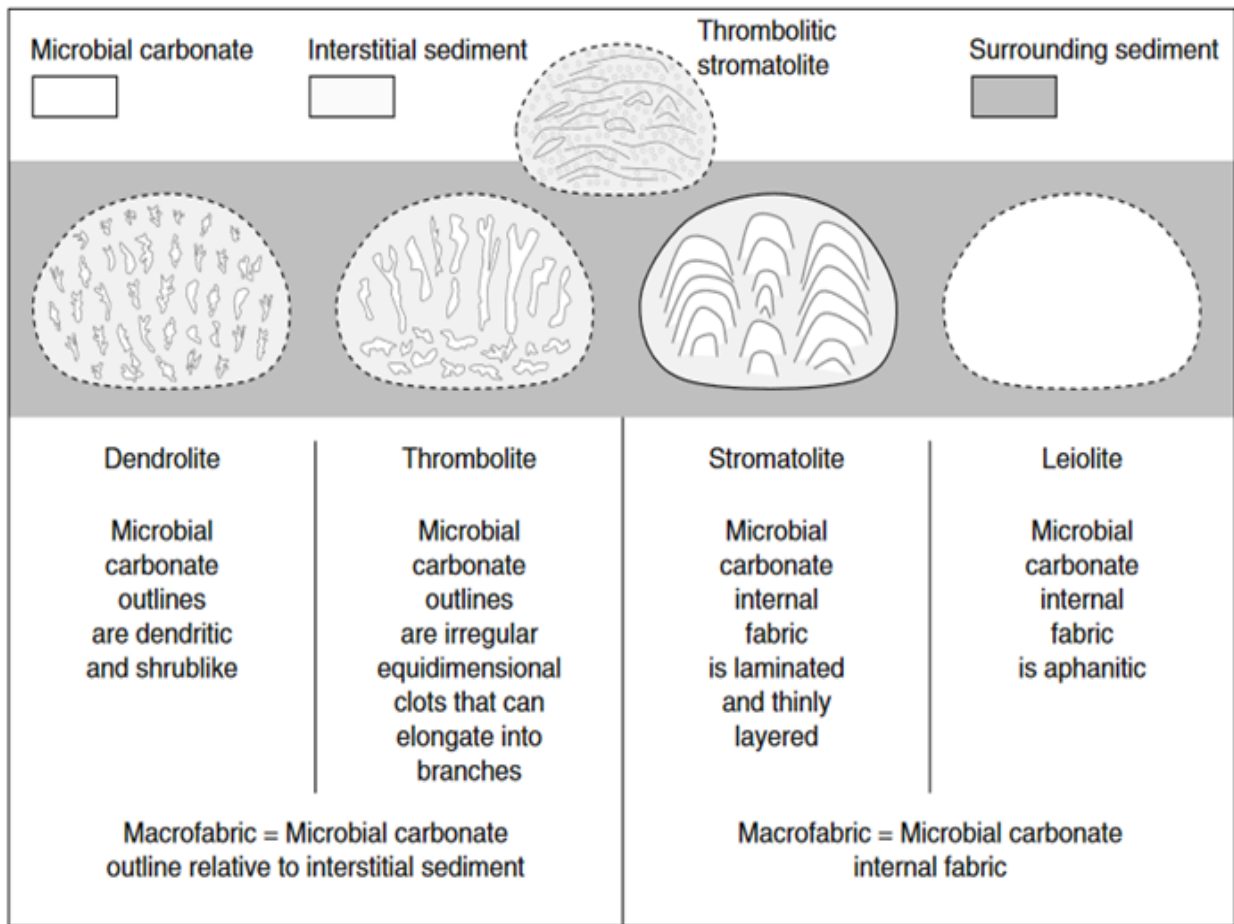 Microbial carbonate
Interstitial sediment
Thrombolitic
stromatolite
Surrounding sediment
Dendrolite
Microbial
carbonate
outlines
are dendritic
and shrublike
Thrombolite
Microbial
carbonate
outlines
are irregular
equidimensional
clots that can
elongate into
branches
Stromatolite
Microbial
carbonate
internal
fabric
is laminated
and thinly
layered
Leiolite
Microbial
carbonate
internal
fabric
is aphanitic
Macrofabric = Microbial carbonate
outline relative to interstitial sediment
Macrofabric = Microbial carbonate
internal fabric